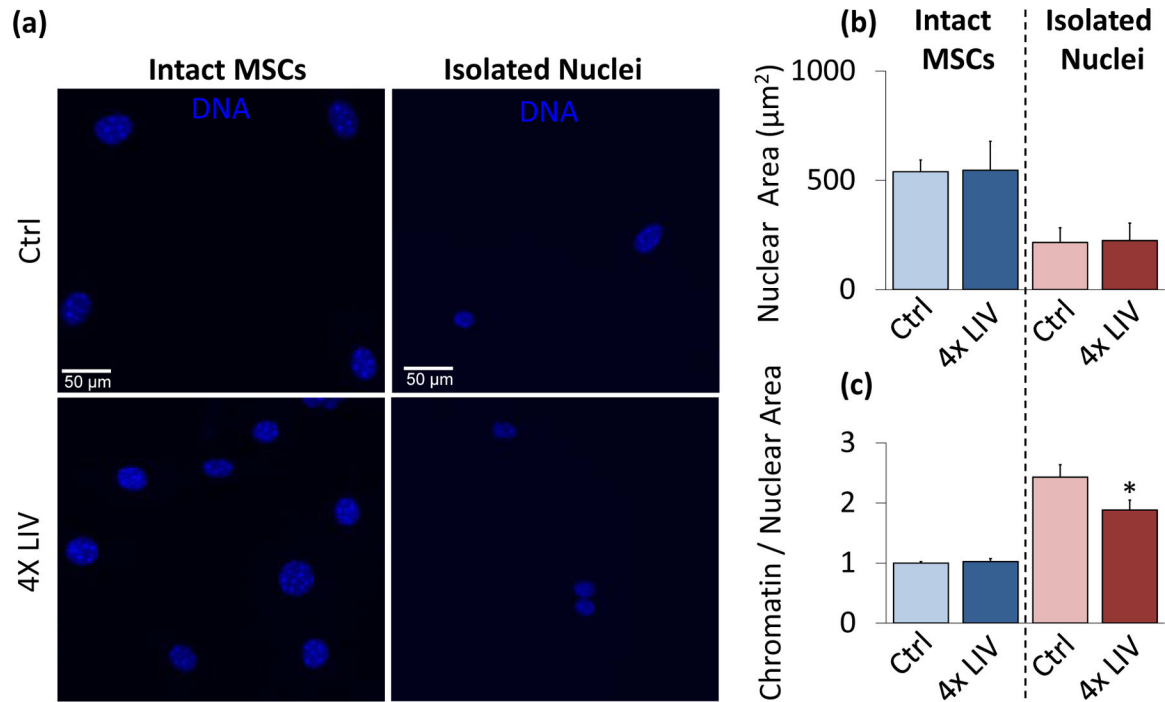 (a)
Intact MSCs
Isolated Nuclei
DNA
DNA
Ctrl
50 µm
50 µm
4X LIV
(b)
Intact
MSCs
Isolated
Nuclei
Nuclear Area (µm²)
1000
500
0
Ctrl
4x LIV
Ctrl
4x LIV
(c)
Chromatin / Nuclear Area
3
2
1
0
*
Ctrl
4x LIV
Ctrl
4x LIV